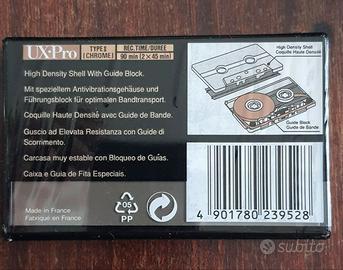 UX-Pro
TYPE II
(CHROME)
REC.TIME/DUREE
90 min (2 x 45 min)
High Density Shell With Guide Block.
Mit speziellem Antivibrationsgehäuse und
Führungsblock für optimalen Bandtransport.
Coquille Haute Densité avec Guide de Bande.
Guscio ad Elevata Resistanza con Guide di
Scorrimento.
Carcasa muy estable con Bloqueo de Guías.
Caixa e Guia de Fita Especiais.
High Density Shell
Coquille Haute Densité
Guide Block
Guide de Bande
Made in France
Fabriqué en France
05
PP
4 901780 239528
subito